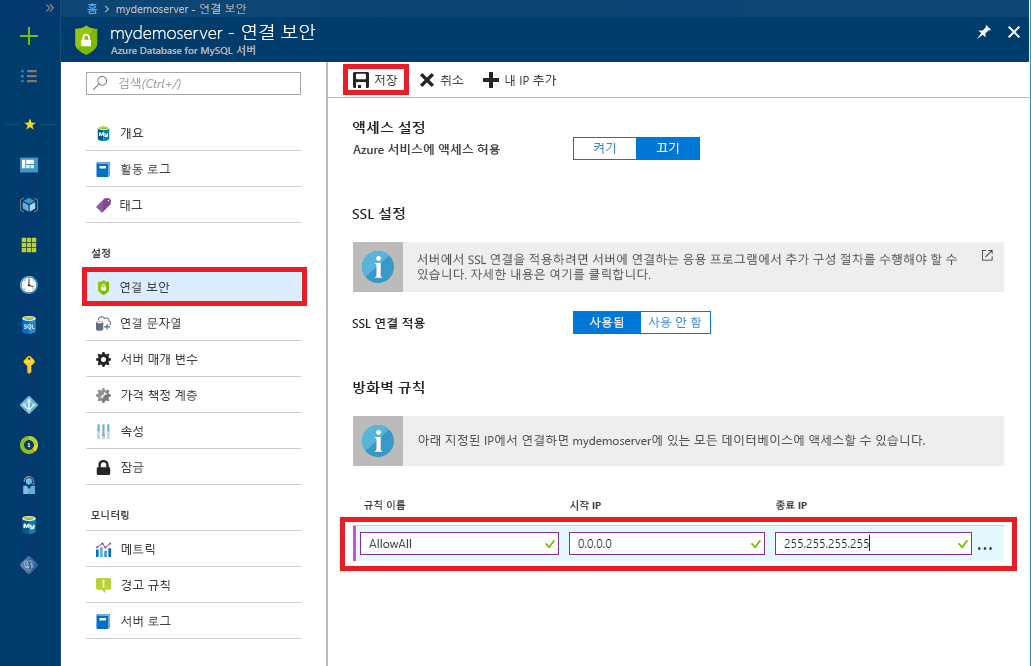 홈 > mydemoserver - 연결 보안
mydemoserver - 연결 보안
Azure Database for MySQL 서버
검색(Ctrl+/)
개요
활동 로그
태그
설정
연결 보안
연결 문자열
서버 매개 변수
가격 책정 계층
속성
잠금
모니터링
메트릭
경고 규칙
서버 로그
저장 취소 내 IP 추가
액세스 설정
Azure 서비스에 액세스 허용 켜기 끄기
SSL 설정
서버에서 SSL 연결을 적용하려면 서버에 연결하는 응용 프로그램에서 추가 구성 절차를 수행해야 할 수
있습니다. 자세한 내용은 여기를 클릭합니다.
SSL 연결 적용 사용됨 사용 안 함
방화벽 규칙
아래 지정된 IP에서 연결하면 mydemoserver에 있는 모든 데이터베이스에 액세스할 수 있습니다.
규칙 이름 시작 IP 종료 IP
AllowAll 0.0.0.0 255.255.255.255 ...